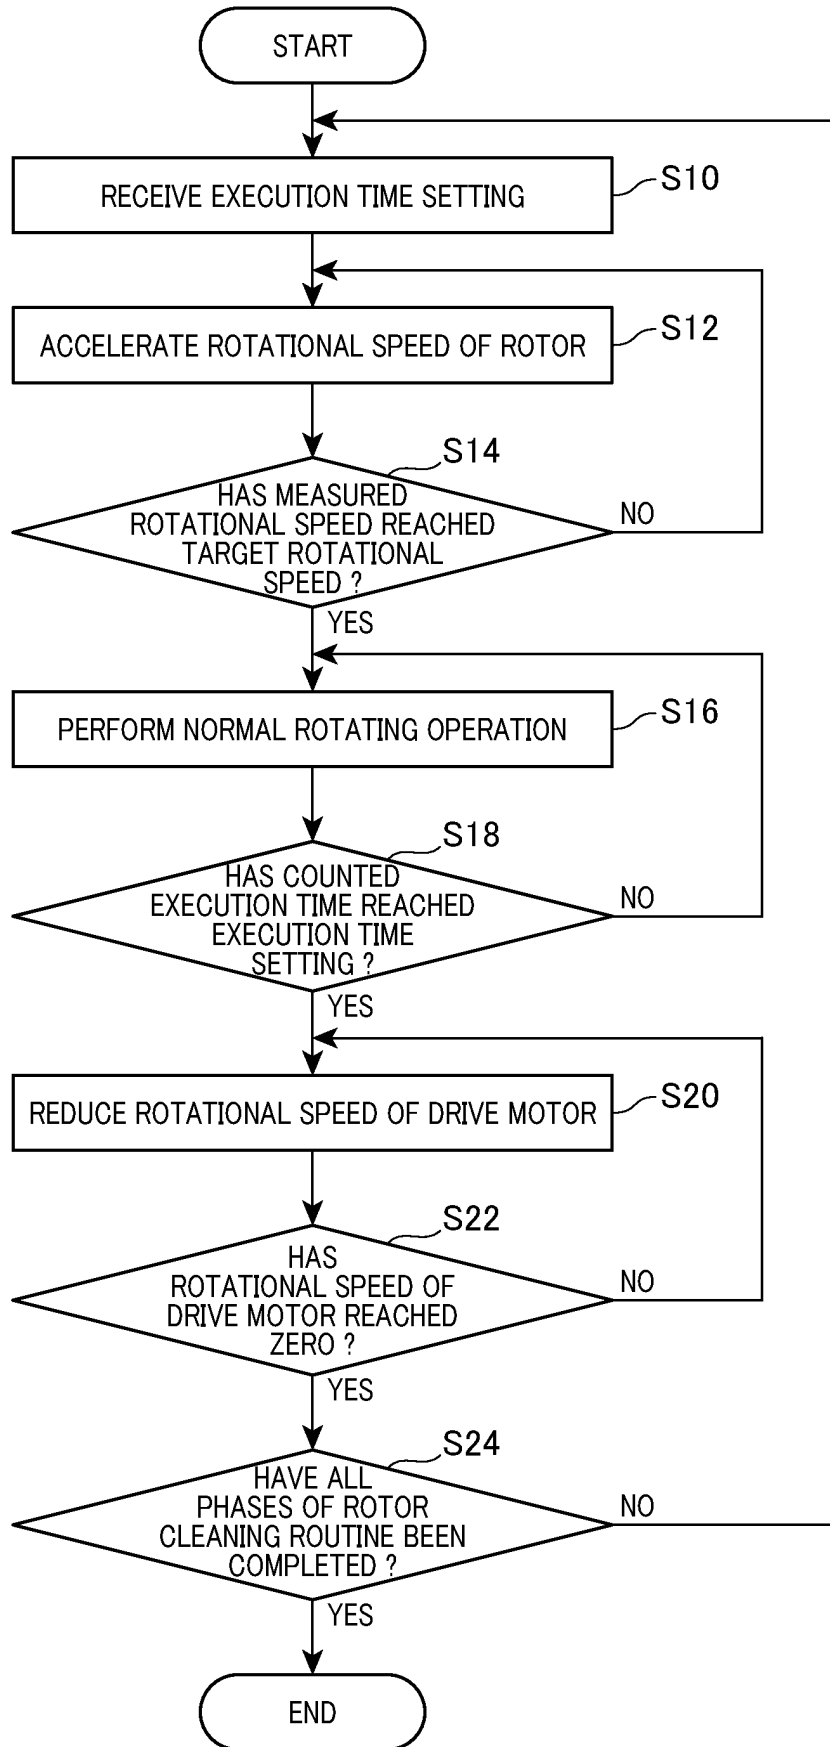 START
RECEIVE EXECUTION TIME SETTING
S10
ACCELERATE ROTATIONAL SPEED OF ROTOR
S12
S14
HAS MEASURED
ROTATIONAL SPEED REACHED
TARGET ROTATIONAL
SPEED ?
NO
YES
PERFORM NORMAL ROTATING OPERATION
S16
S18
HAS COUNTED
EXECUTION TIME REACHED
EXECUTION TIME
SETTING ?
NO
YES
REDUCE ROTATIONAL SPEED OF DRIVE MOTOR
S20
S22
HAS
ROTATIONAL SPEED OF
DRIVE MOTOR REACHED
ZERO ?
NO
YES
S24
HAVE ALL
PHASES OF ROTOR
CLEANING ROUTINE BEEN
COMPLETED ?
NO
YES
END